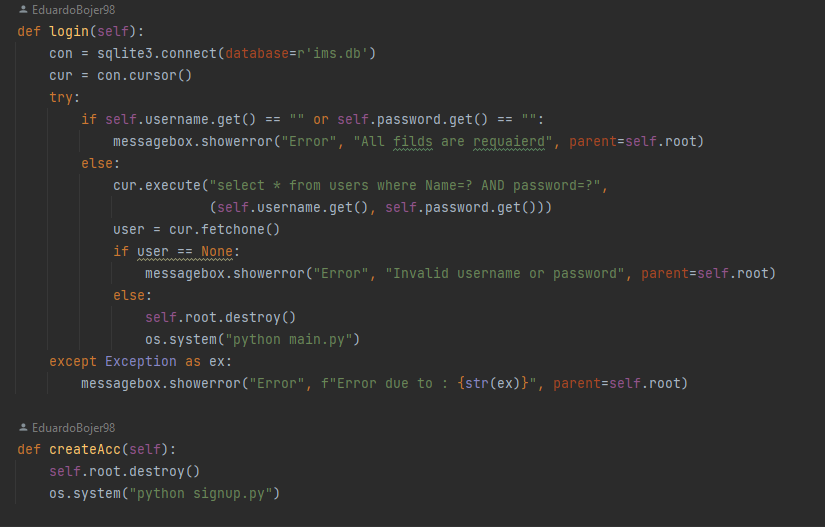 EduardoBojer98
def login(self):
    con = sqlite3.connect(database=r'ims.db')
    cur = con.cursor()
    try:
        if self.username.get() == "" or self.password.get() == "":
            messagebox.showerror("Error", "All filds are reguaierd", parent=self.root)
        else:
            cur.execute("select * from users where Name=? AND password=?",
                        (self.username.get(), self.password.get()))
            user = cur.fetchone()
            if user == None:
                messagebox.showerror("Error", "Invalid username or password", parent=self.root)
            else:
                self.root.destroy()
                os.system("python main.py")
    except Exception as ex:
        messagebox.showerror("Error", f"Error due to : {str(ex)}", parent=self.root)
EduardoBojer98
def createAcc(self):
    self.root.destroy()
    os.system("python signup.py")